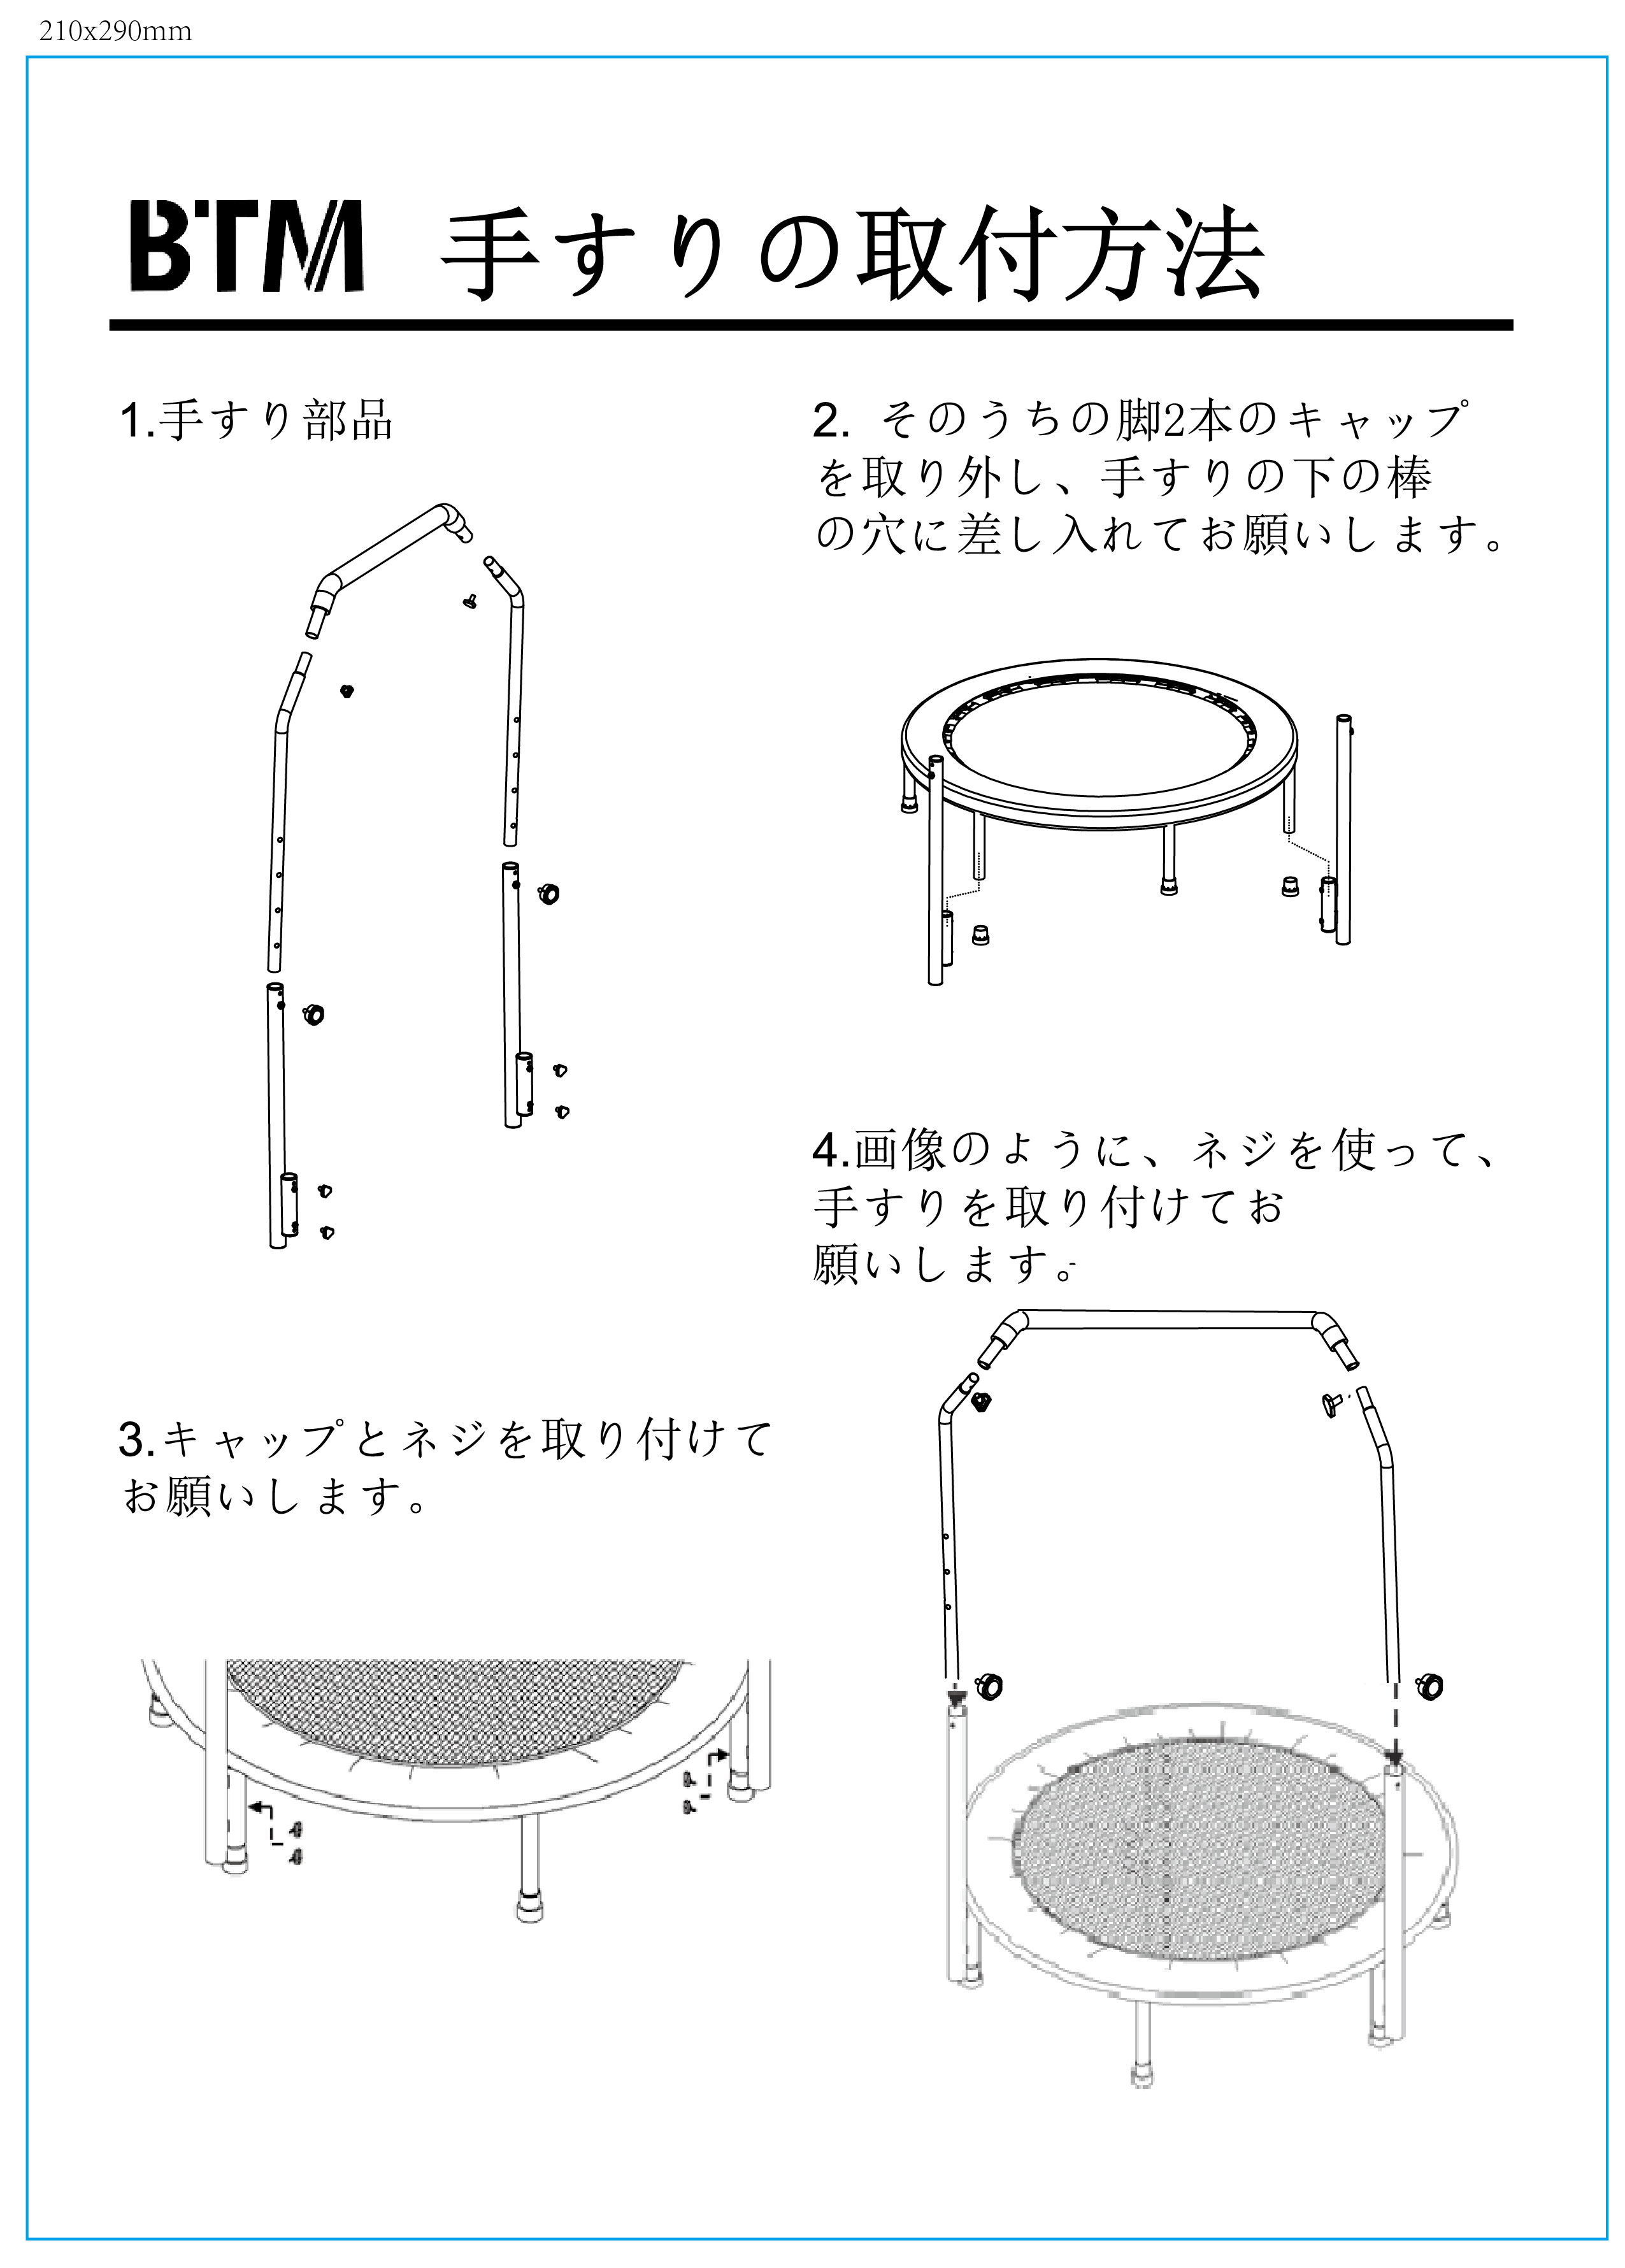 210x290mm
BTM 手すりの取付方法
1.手すり部品
2. そのうちの脚2本のキャップ
を取り外し、手すりの下の棒
の穴に差し入れてお願いします。
3.キャップとネジを取り付けて
お願いします。
4.画像のように、ネジを使って、
手すりを取り付けてお
願いします。-